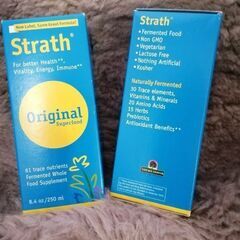 New Label, Same Great Formula!
Strath®
For better Health**,
Vitality, Energy, Immune**
Original
Superfood
61 trace nutrients
Fermented Whole
Food Supplement
8.4 oz/250 ml
Strath®
• Fermented Food
• Non GMO
• Vegetarian
• Lactose Free
• Nothing Artificial
• Kosher
Naturally Fermented
30 Trace elements,
Vitamins & Minerals
20 Amino Acids
15 Herbs
Prebiotics
Antioxidant Benefits**